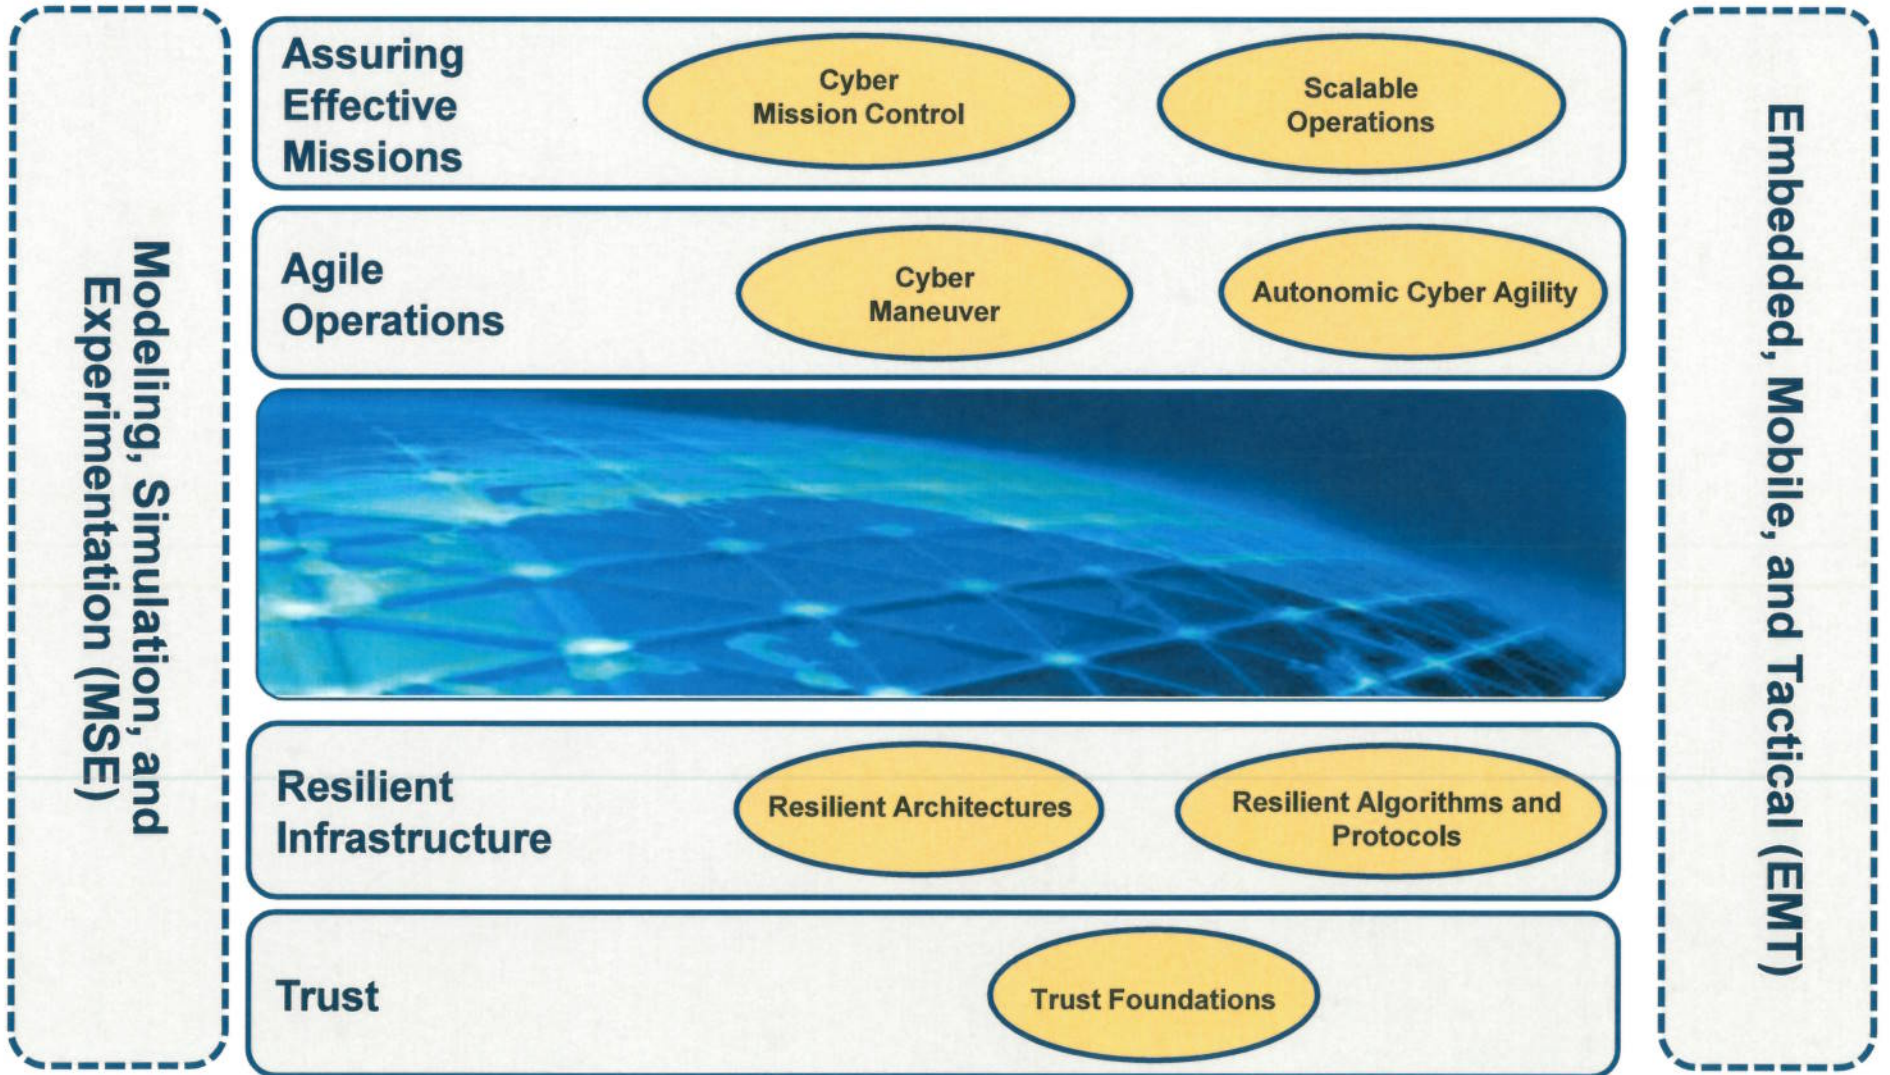 Modeling, Simulation, and
Experimentation (MSE)
Assuring
Effective
Missions
Cyber
Mission Control
Scalable
Operations
Agile
Operations
Cyber
Maneuver
Autonomic Cyber Agility
Resilient
Infrastructure
Resilient Architectures
Resilient Algorithms and
Protocols
Trust
Trust Foundations
Embedded, Mobile, and Tactical (EMT)